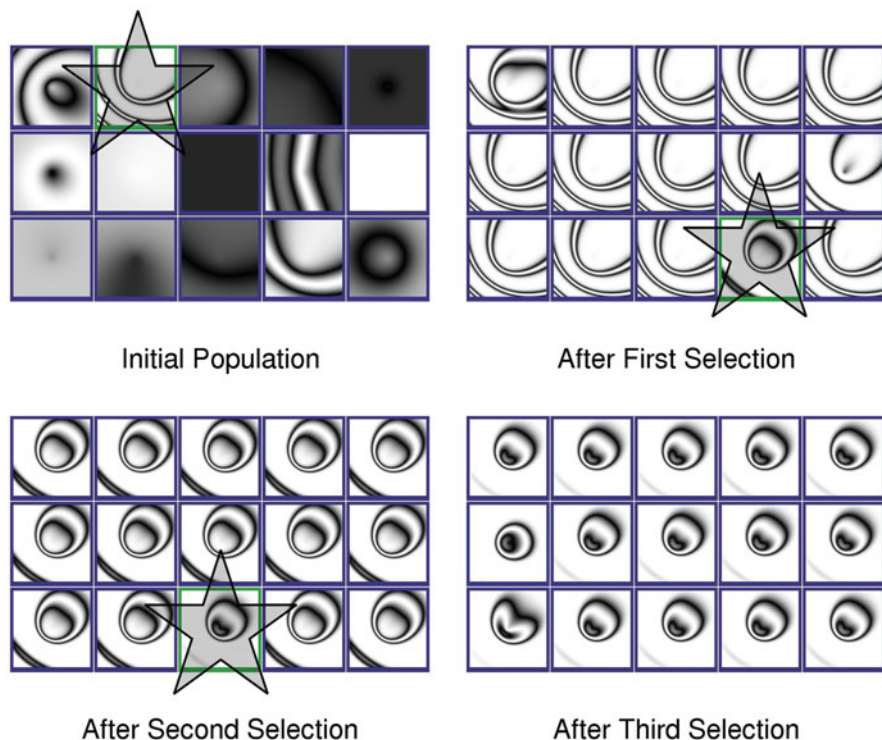 Initial Population
After First Selection
After Second Selection
After Third Selection